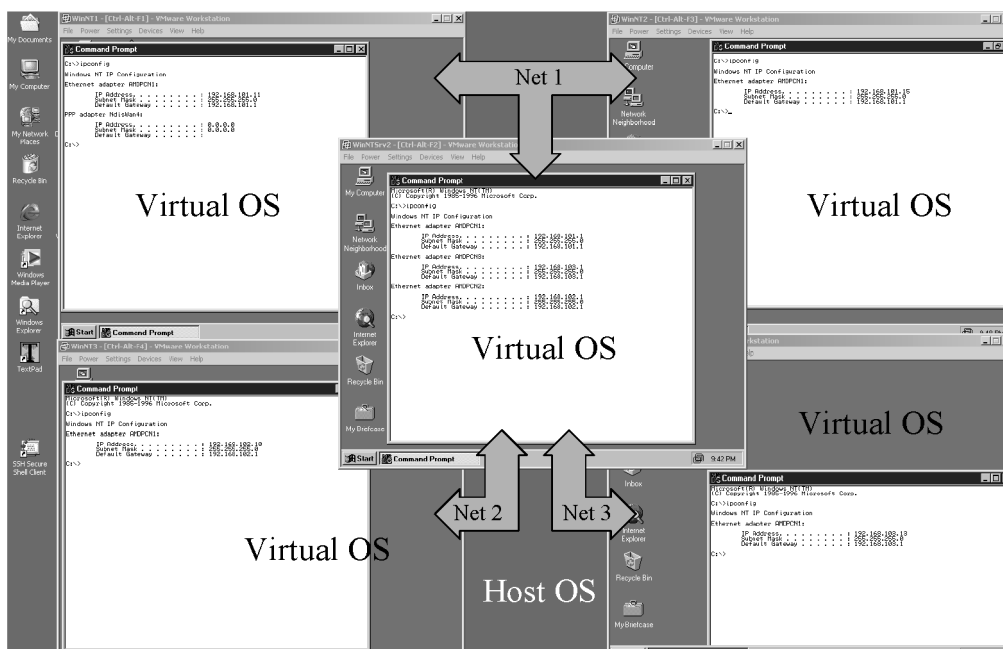 My Documents
My Computer
My Network
Places
Recycle Bin
Internet
Explorer
Windows
Media Player
Windows
Explorer
TextPad
SSH Secure
Shell Client
WinNT1 - [Ctrl-Alt-F1] - VMware Workstation
File Power Settings Devices View Help
Command Prompt
C:\>ipconfig
Windows NT IP Configuration
Ethernet adapter AMDPCN1:
IP Address. . . . . . . . . : 192.168.101.11
Subnet Mask . . . . . . . . : 255.255.255.0
Default Gateway . . . . . . : 192.168.101.1
PPP adapter NdisWan4:
IP Address. . . . . . . . . : 0.0.0.0
Subnet Mask . . . . . . . . : 0.0.0.0
Default Gateway . . . . . . :
C:\>
Virtual OS
Start
Command Prompt
Net 1
WinNT2 - [Ctrl-Alt-F3] - VMware Workstation
File Power Settings Devices View Help
Computer
Network
Neighborhood
Command Prompt
C:\>ipconfig
Windows NT IP Configuration
Ethernet adapter AMDPCN1:
IP Address. . . . . . . . . : 192.168.101.15
Subnet Mask . . . . . . . . : 255.255.255.0
Default Gateway . . . . . . : 192.168.101.1
C:\>_
Virtual OS
WinNTSrv2 - [Ctrl-Alt-F2] - VMware Workstation
File Power Settings Devices View Help
My Computer
Network
Neighborhood
Inbox
Internet
Explorer
Recycle Bin
My Briefcase
Command Prompt
Microsoft(R) Windows NT(TM)
(C) Copyright 1985-1996 Microsoft Corp.
C:\>ipconfig
Windows NT IP Configuration
Ethernet adapter AMDPCN1:
IP Address. . . . . . . . . : 192.168.101.1
Subnet Mask . . . . . . . . : 255.255.255.0
Default Gateway . . . . . . : 192.168.101.1
Ethernet adapter AMDPCN3:
IP Address. . . . . . . . . : 192.168.103.1
Subnet Mask . . . . . . . . : 255.255.255.0
Default Gateway . . . . . . : 192.168.103.1
Ethernet adapter AMDPCN2:
IP Address. . . . . . . . . : 192.168.102.1
Subnet Mask . . . . . . . . : 255.255.255.0
Default Gateway . . . . . . : 192.168.102.1
C:\>
Virtual OS
Start
Command Prompt
9:42 PM
WinNT3 - [Ctrl-Alt-F4] - VMware Workstation
File Power Settings Devices View Help
Command Prompt
Microsoft(R) Windows NT(TM)
(C) Copyright 1985-1996 Microsoft Corp.
C:\>ipconfig
Windows NT IP Configuration
Ethernet adapter AMDPCN1:
IP Address. . . . . . . . . : 192.168.102.10
Subnet Mask . . . . . . . . : 255.255.255.0
Default Gateway . . . . . . : 192.168.102.1
C:\>
Virtual OS
Net 2
Net 3
Host OS
Virtual OS
Inbox
Internet
Explorer
Recycle Bin
My Briefcase
Command Prompt
Microsoft(R) Windows NT(TM)
(C) Copyright 1985-1996 Microsoft Corp.
C:\>ipconfig
Windows NT IP Configuration
Ethernet adapter AMDPCN1:
IP Address. . . . . . . . . : 192.168.103.13
Subnet Mask . . . . . . . . : 255.255.255.0
Default Gateway . . . . . . : 192.168.103.1
C:\>